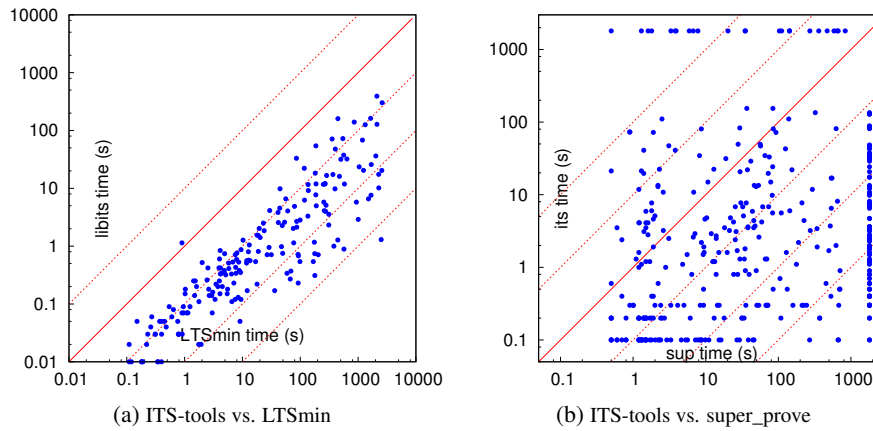 10000
1000
100
10
1
0.1
0.01
libits time (s)
LTSmin time (s)
0.01 0.1 1 10 100 1000 10000
(a) ITS-tools vs. LTSmin
1000
100
10
1
0.1
its time (s)
sup time (s)
0.1 1 10 100 1000
(b) ITS-tools vs. super_prove